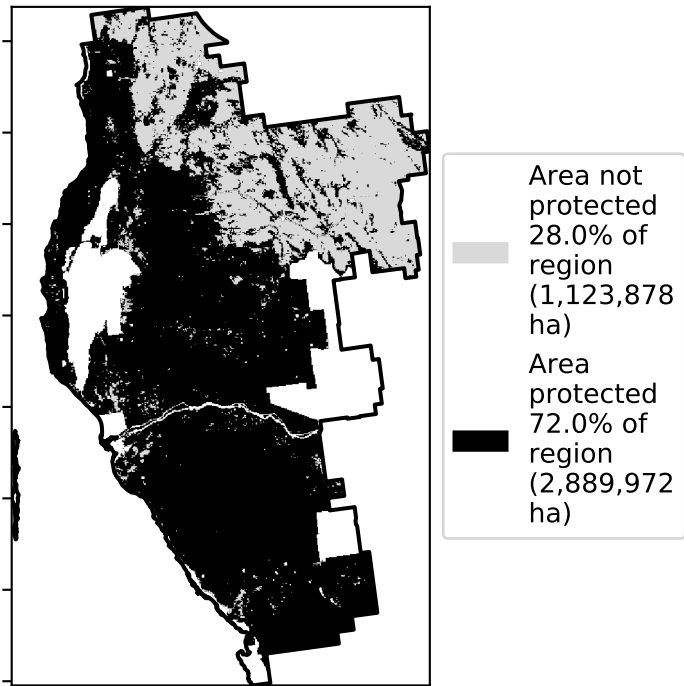 Area not
protected
28.0% of
region
(1,123,878
ha)
Area
protected
72.0% of
region
(2,889,972
ha)